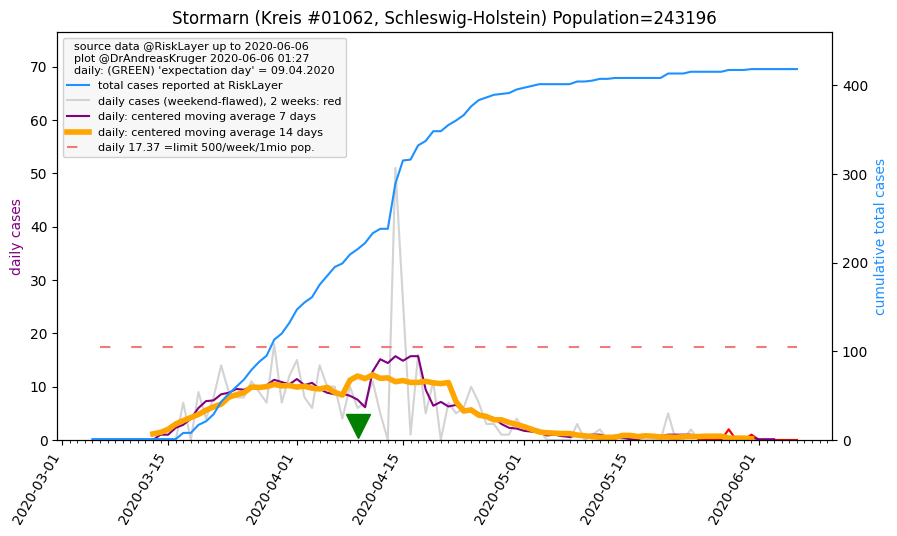 Stormarn (Kreis #01062, Schleswig-Holstein) Population=243196
source data @RiskLayer up to 2020-06-06
plot @DrAndreasKruger 2020-06-06 01:27
daily: (GREEN) 'expectation day' = 09.04.2020
total cases reported at RiskLayer
daily cases (weekend-flawed), 2 weeks: red
daily: centered moving average 7 days
daily: centered moving average 14 days
daily 17.37 =limit 500/week/1mio pop.
daily cases
70
60
50
40
30
20
10
0
cumulative total cases
400
300
200
100
0
2020-03-01
2020-03-15
2020-04-01
2020-04-15
2020-05-01
2020-05-15
2020-06-01